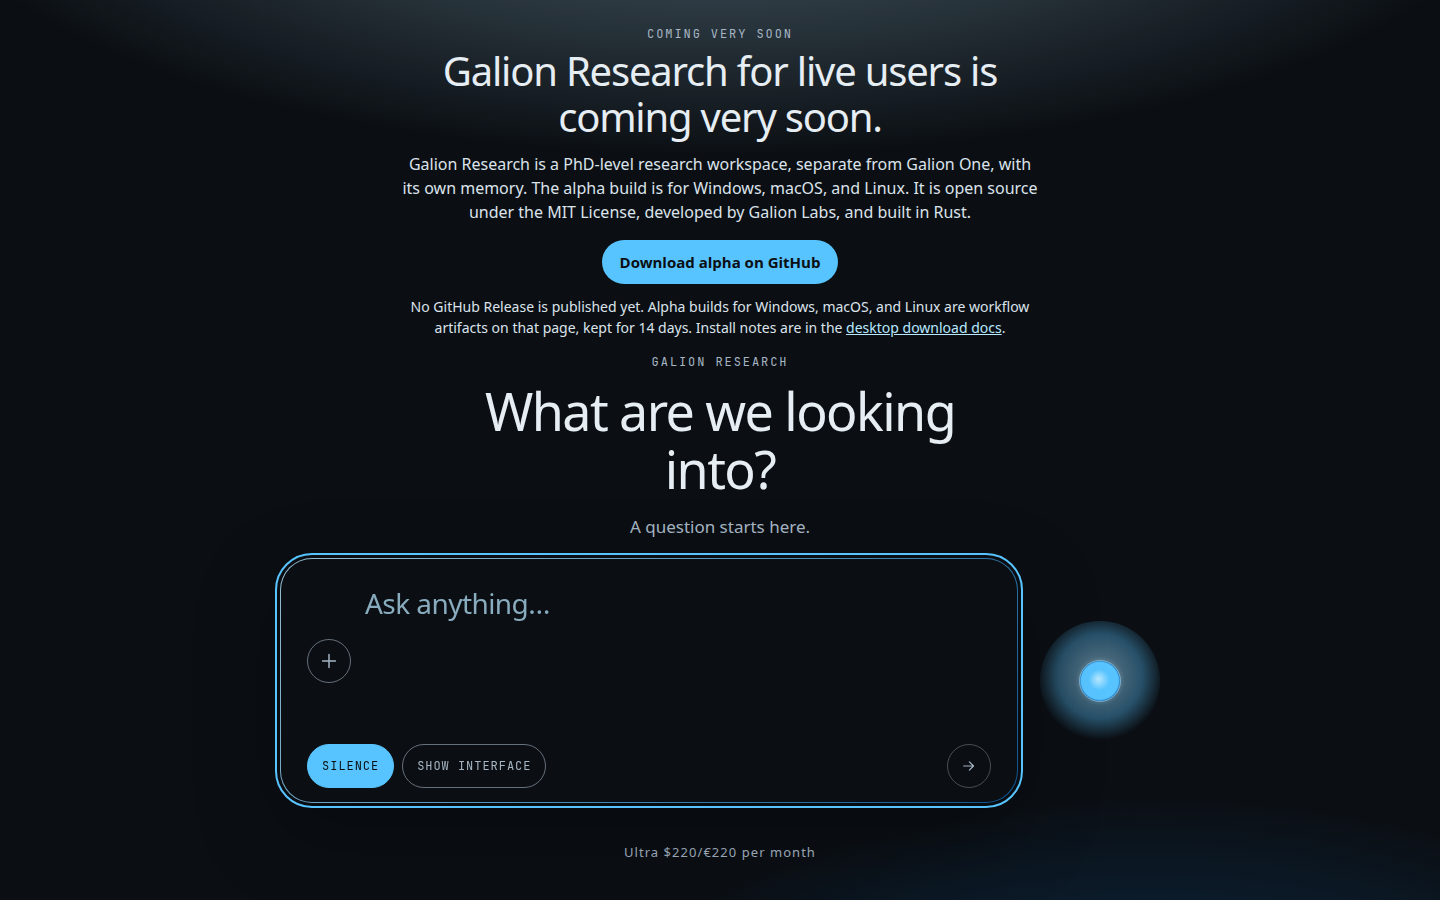 COMING VERY SOON
Galion Research for live users is
coming very soon.
Galion Research is a PhD-level research workspace, separate from Galion One, with
its own memory. The alpha build is for Windows, macOS, and Linux. It is open source
under the MIT License, developed by Galion Labs, and built in Rust.
Download alpha on GitHub
No GitHub Release is published yet. Alpha builds for Windows, macOS, and Linux are workflow
artifacts on that page, kept for 14 days. Install notes are in the desktop download docs.
GALION RESEARCH
What are we looking
into?
A question starts here.
Ask anything...
SILENCE
SHOW INTERFACE
Ultra $220/€220 per month